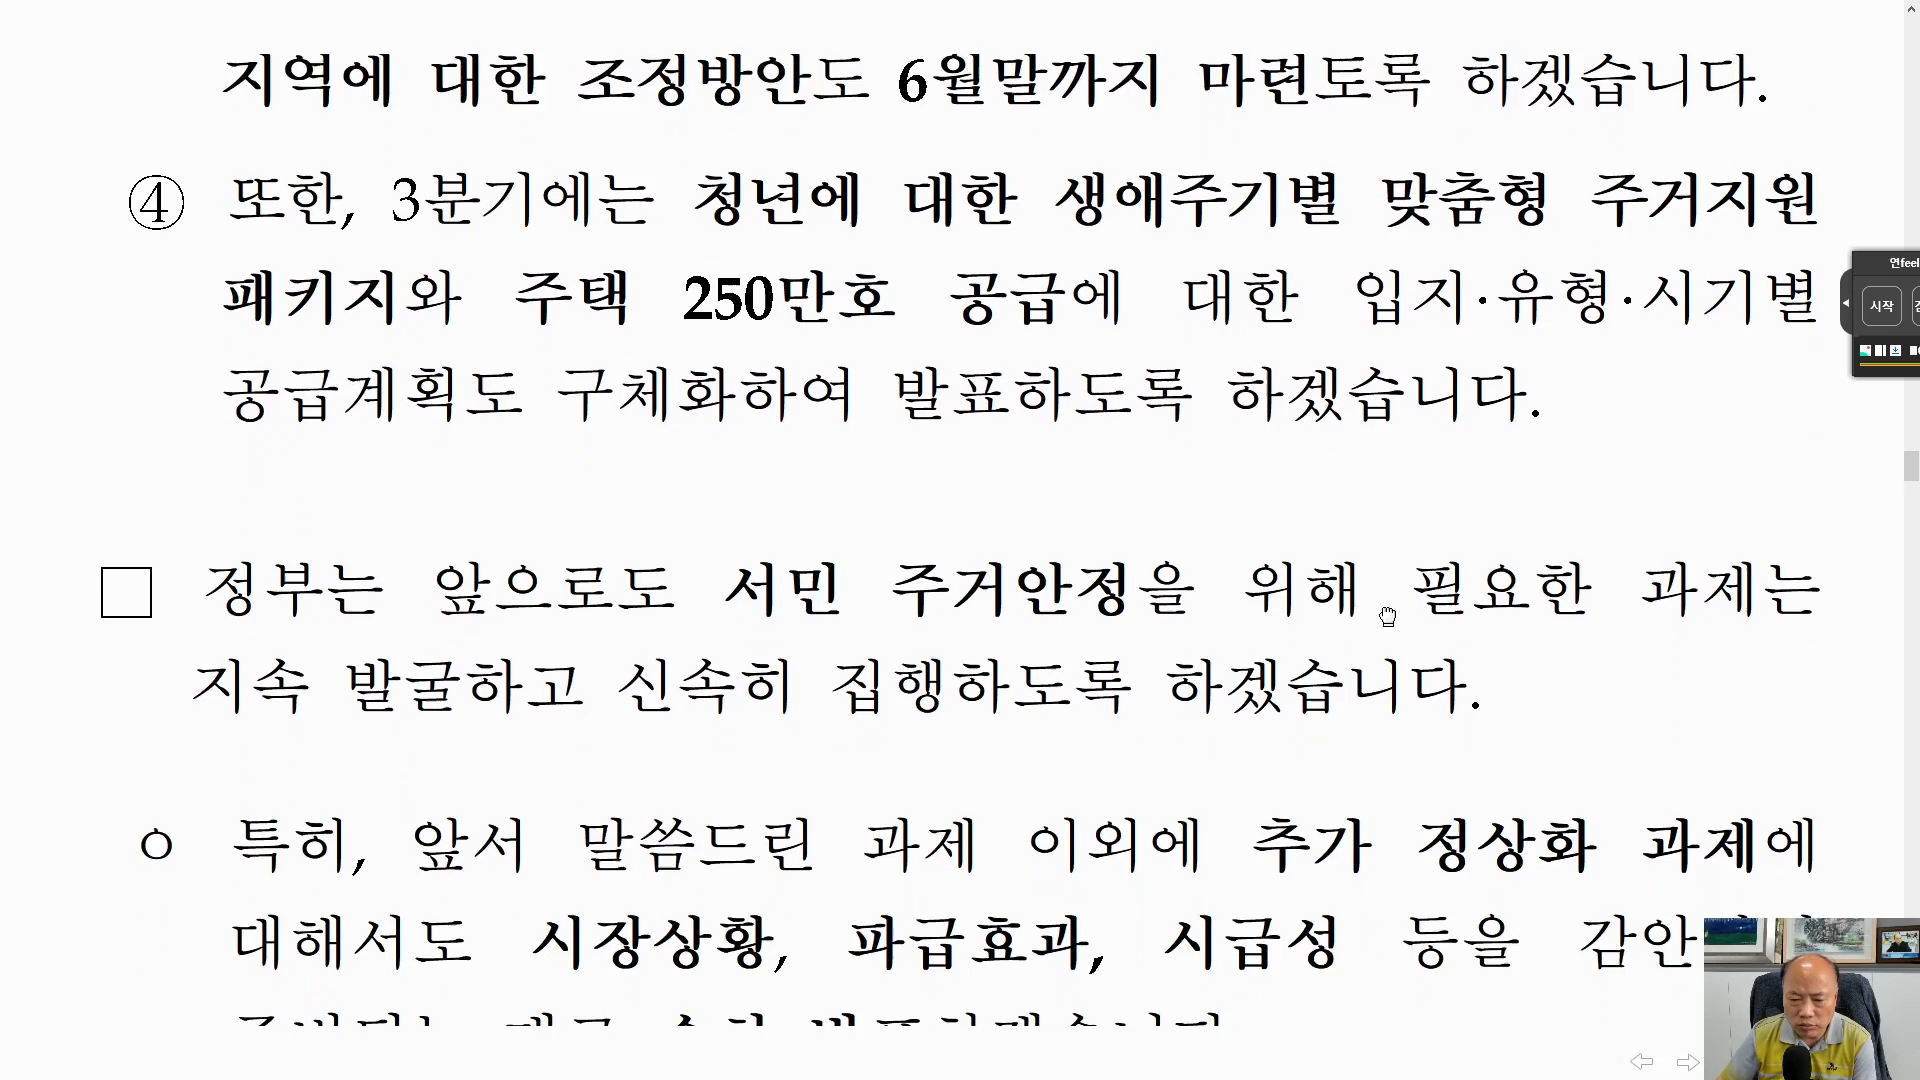 지역에 대한 조정방안도 6월말까지 마련토록 하겠습니다.
④ 또한, 3분기에는 청년에 대한 생애주기별 맞춤형 주거지원
패키지와 주택 250만호 공급에 대한 입지·유형·시기별
공급계획도 구체화하여 발표하도록 하겠습니다.
□ 정부는 앞으로도 서민 주거안정을 위해 필요한 과제는
지속 발굴하고 신속히 집행하도록 하겠습니다.
ㅇ 특히, 앞서 말씀드린 과제 이외에 추가 정상화 과제에
대해서도 시장상황, 파급효과, 시급성 등을 감안
연feel
시작